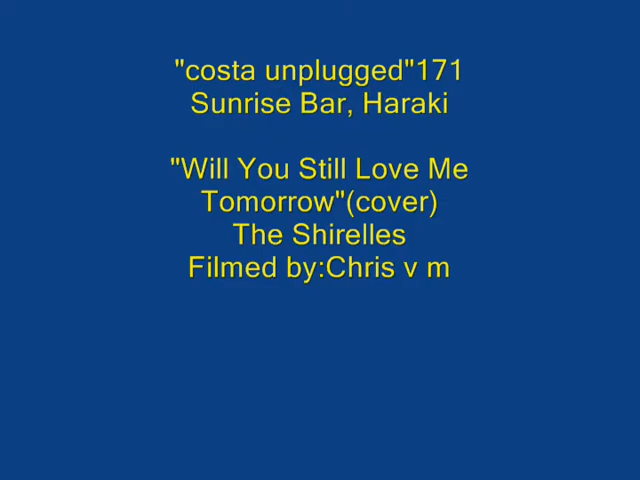 "costa unplugged"171
Sunrise Bar, Haraki
"Will You Still Love Me
Tomorrow"(cover)
The Shirelles
Filmed by:Chris v m